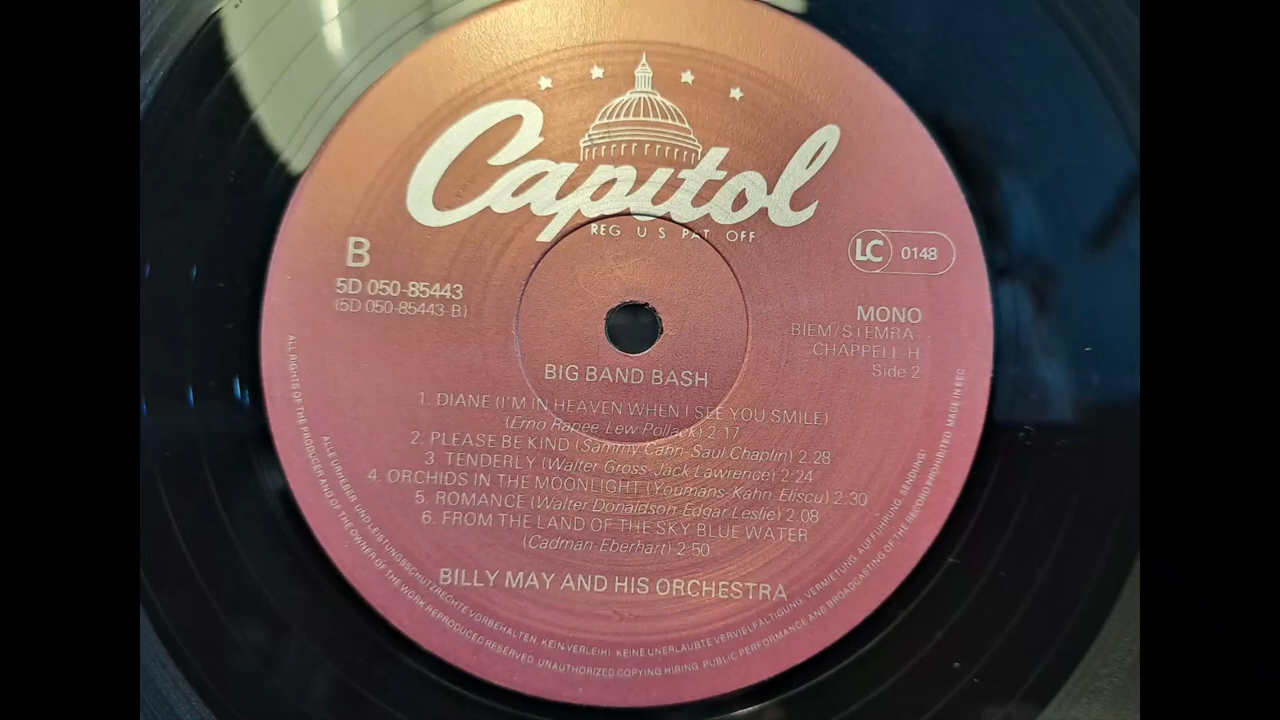 Capitol
REG U S PAT OFF
B
5D 050-85443
(5D 050-85443-B)
LC 0148
MONO
BIEM/STEMRA
CHAPPELL-H
Side 2
BIG BAND BASH
1. DIANE (I'M IN HEAVEN WHEN I SEE YOU SMILE)
(Erno Rapee-Lew Pollack) 2:17
2. PLEASE BE KIND (Sammy Cahn-Saul Chaplin) 2:28
3. TENDERLY (Walter Gross-Jack Lawrence) 2:24
4. ORCHIDS IN THE MOONLIGHT (Youmans-Kahn-Eliscu) 2:30
5. ROMANCE (Walter Donaldson-Edgar Leslie) 2:08
6. FROM THE LAND OF THE SKY BLUE WATER
(Cadman-Eberhart) 2:50
BILLY MAY AND HIS ORCHESTRA
ALLE URHEBER UND LEISTUNGSSCHUTZRECHTE VORBEHALTEN. KEIN VERLEIH! KEINE UNERLAUBTE VERVIELFÄLTIGUNG, VERMIETUNG, AUFFÜHRUNG, SENDUNG!
ALL RIGHTS OF THE PRODUCER AND OF THE OWNER OF THE WORK REPRODUCED RESERVED. UNAUTHORIZED COPYING HIRING. PUBLIC PERFORMANCE AND BROADCASTING OF THE RECORD PROHIBITED MADE IN EEC